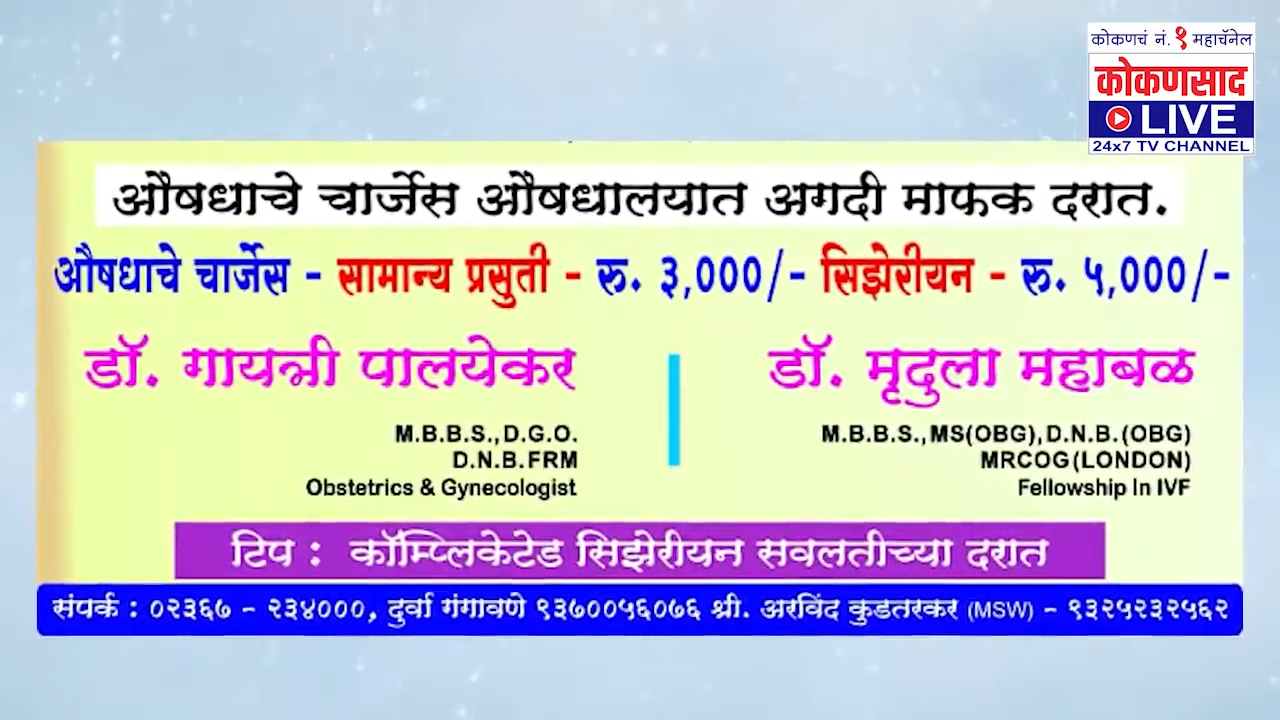 कोकणचं नं. १ महाचॅनेल
कोकणसाद
LIVE
24x7 TV CHANNEL
औषधाचे चार्जेस औषधालयात अगदी माफक दरात.
औषधाचे चार्जेस - सामान्य प्रसुती - रु. ३,०००/- सिझेरीयन - रु. ५,०००/-
डॉ. गायत्री पालयेकर
M.B.B.S., D.G.O.
D.N.B.FRM
Obstetrics & Gynecologist
डॉ. मृदुला महाबळ
M.B.B.S., MS(OBG), D.N.B. (OBG)
MRCOG (LONDON)
Fellowship In IVF
टिप : कॉम्प्लिकेटेड सिझेरीयन सवलतीच्या दरात
संपर्क : ०२३६७ - २३४०००, दुर्वा गंगावणे ९३७००५६०७६ श्री. अरविंद कुडतरकर (MSW) - ९३२५२३२५६२